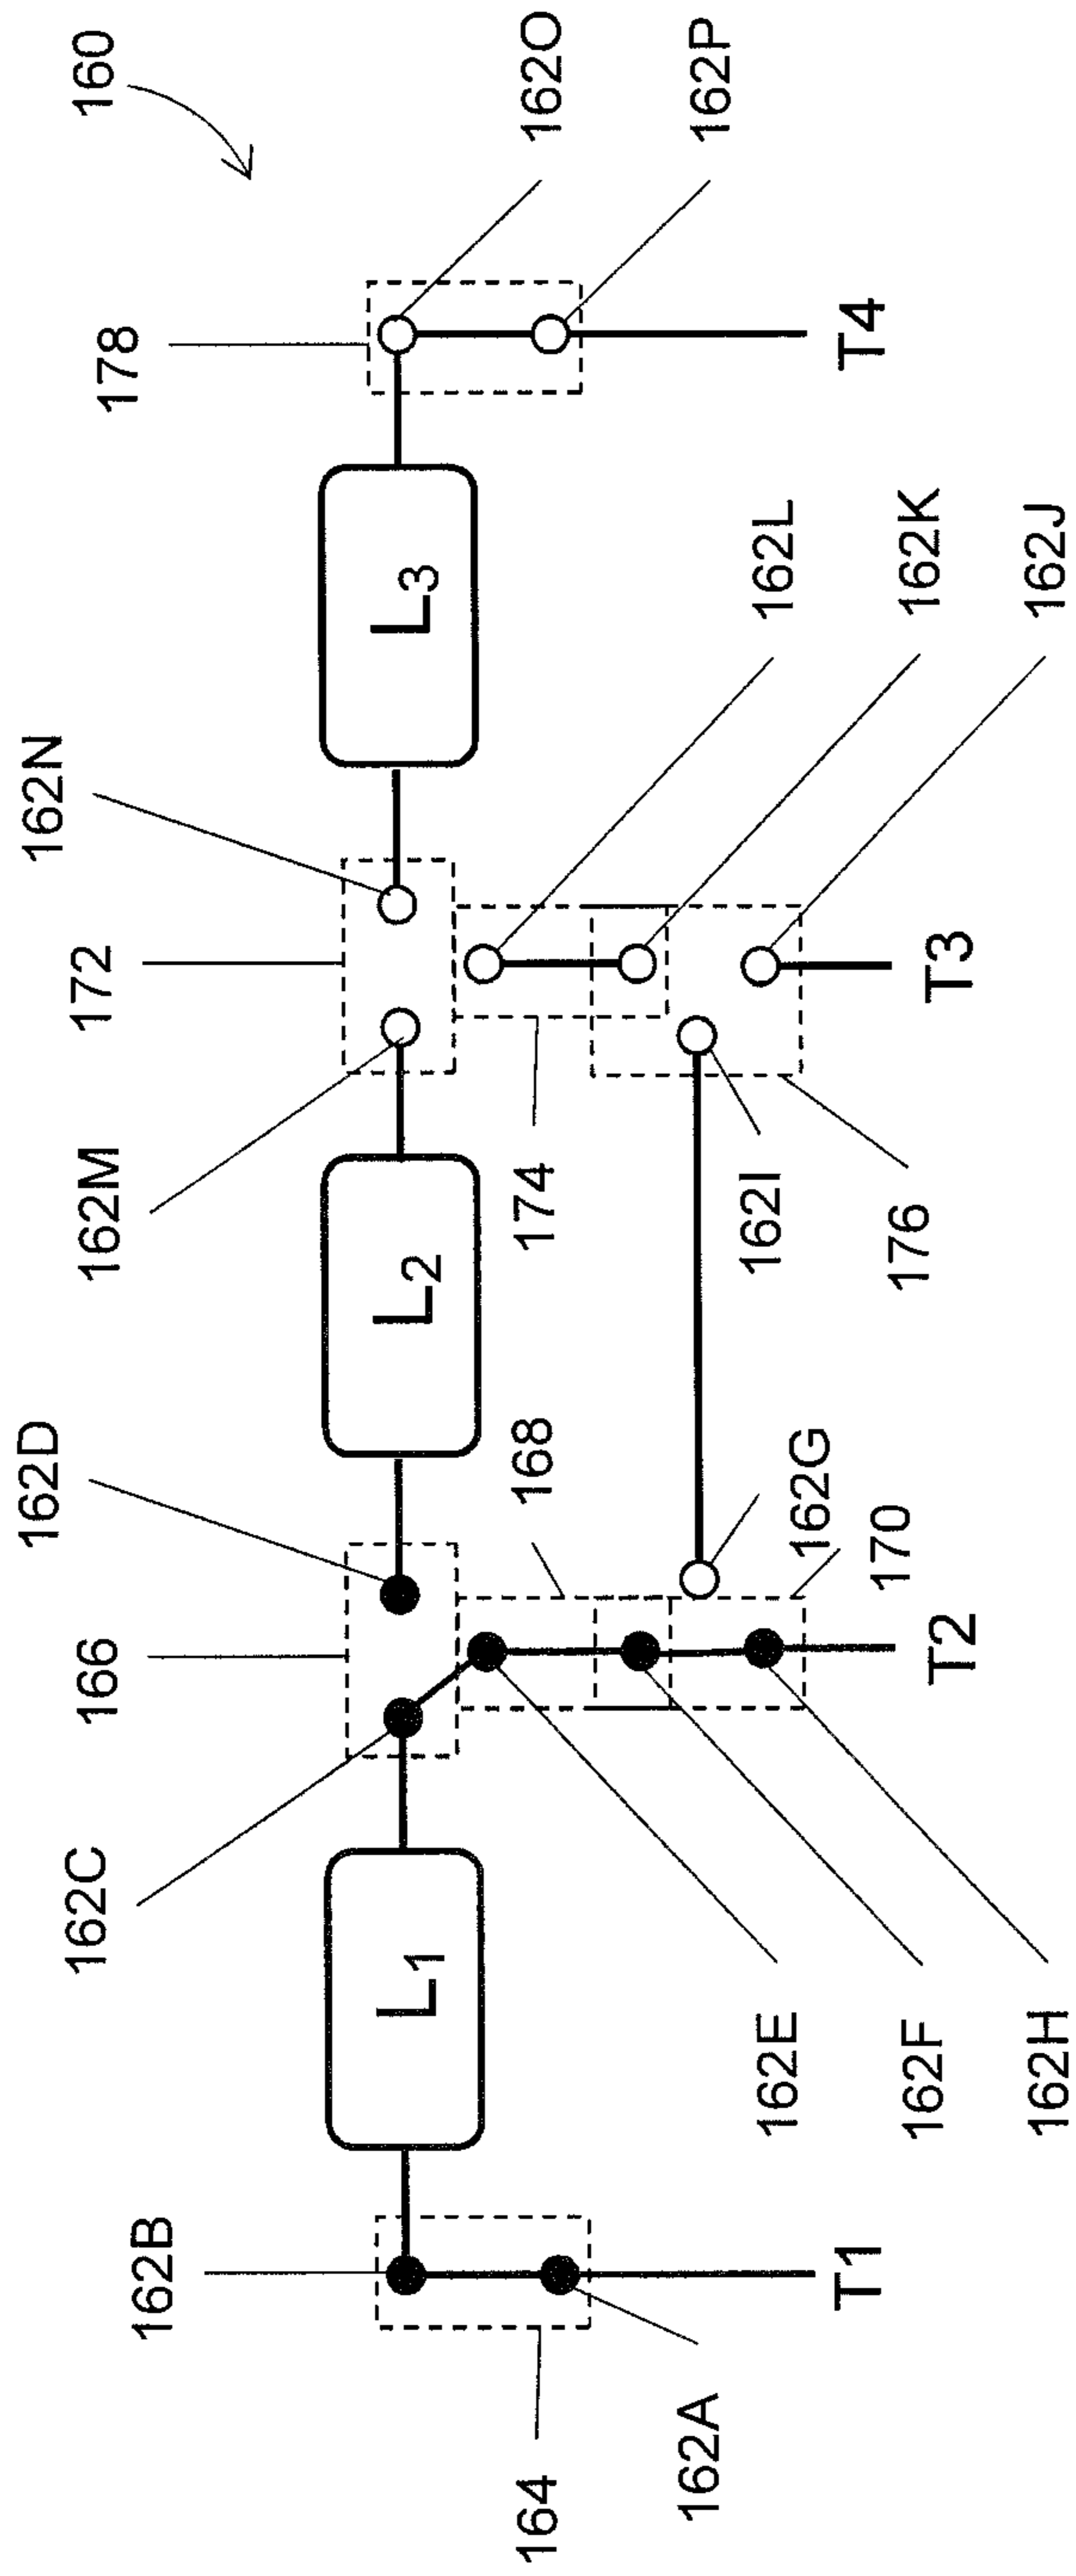 160
162O
162P
178
T4
L3
162L
162K
162J
162N
172
T3
162M
174
162I
176
L2
162D
168
162G
170
166
T2
162C
L1
162E
162F
162H
162B
T1
164
162A